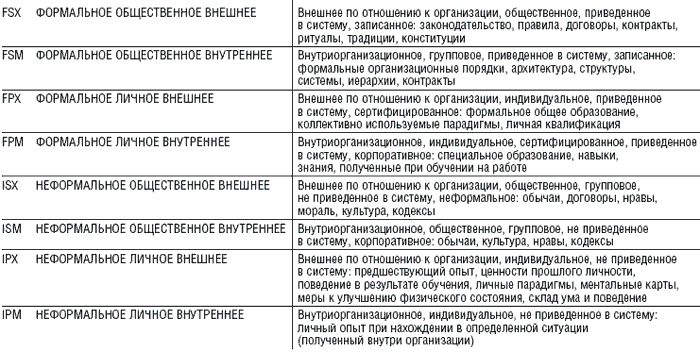 FSX ФОРМАЛЬНОЕ ОБЩЕСТВЕННОЕ ВНЕШНЕЕ Внешнее по отношению к организации, общественное, приведенное
в систему, записанное: законодательство, правила, договоры, контракты,
ритуалы, традиции, конституции
FSM ФОРМАЛЬНОЕ ОБЩЕСТВЕННОЕ ВНУТРЕННЕЕ Внутриорганизационное, групповое, приведенное в систему, записанное:
формальные организационные порядки, архитектура, структуры,
системы, иерархии, контракты
FPX ФОРМАЛЬНОЕ ЛИЧНОЕ ВНЕШНЕЕ Внешнее по отношению к организации, индивидуальное, приведенное
в систему, сертифицированное: формальное общее образование,
коллективно используемые парадигмы, личная квалификация
FPM ФОРМАЛЬНОЕ ЛИЧНОЕ ВНУТРЕННЕЕ Внутриорганизационное, индивидуальное, сертифицированное, приведенное
в систему, корпоративное: специальное образование, навыки,
знания, полученные при обучении на работе
ISX НЕФОРМАЛЬНОЕ ОБЩЕСТВЕННОЕ ВНЕШНЕЕ Внешнее по отношению к организации, общественное, групповое,
не приведенное в систему, неформальное: обычаи, договоры, нравы,
мораль, культура, кодексы
ISM НЕФОРМАЛЬНОЕ ОБЩЕСТВЕННОЕ ВНУТРЕННЕЕ Внутриорганизационное, общественное, групповое, не приведенное
в систему, корпоративное: обычаи, культура, нравы, кодексы
IPX НЕФОРМАЛЬНОЕ ЛИЧНОЕ ВНЕШНЕЕ Внешнее по отношению к организации, индивидуальное, не приведенное
в систему: предшествующий опыт, ценности прошлого личности,
поведение в результате обучения, личные парадигмы, ментальные карты,
меры к улучшению физического состояния, склад ума и поведение
IPM НЕФОРМАЛЬНОЕ ЛИЧНОЕ ВНУТРЕННЕЕ Внутриорганизационное, индивидуальное, не приведенное в систему:
личный опыт при нахождении в определенной ситуации
(полученный внутри организации)